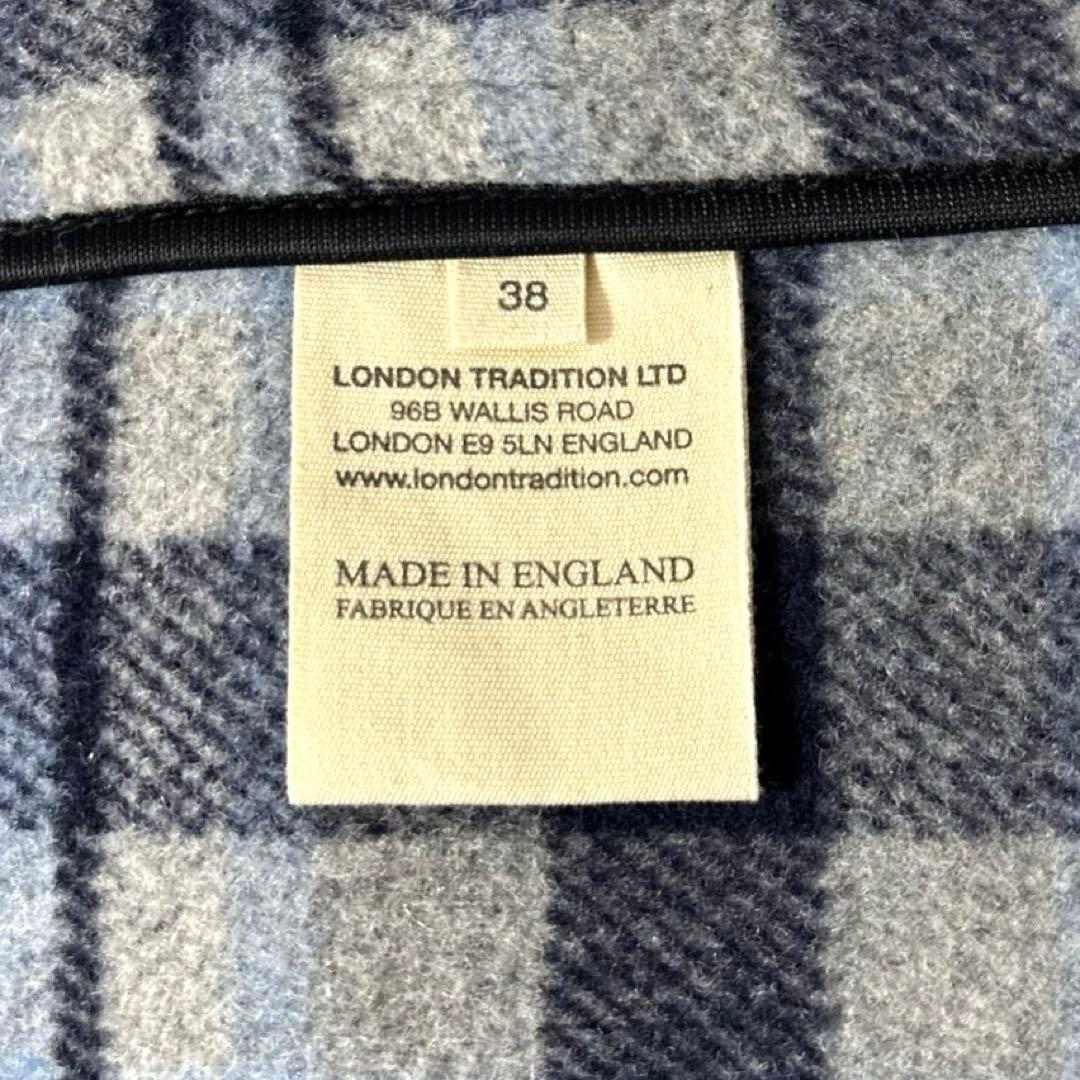 38
LONDON TRADITION LTD
96B WALLIS ROAD
LONDON E9 5LN ENGLAND
www.londontradition.com
MADE IN ENGLAND
FABRIQUE EN ANGLETERRE